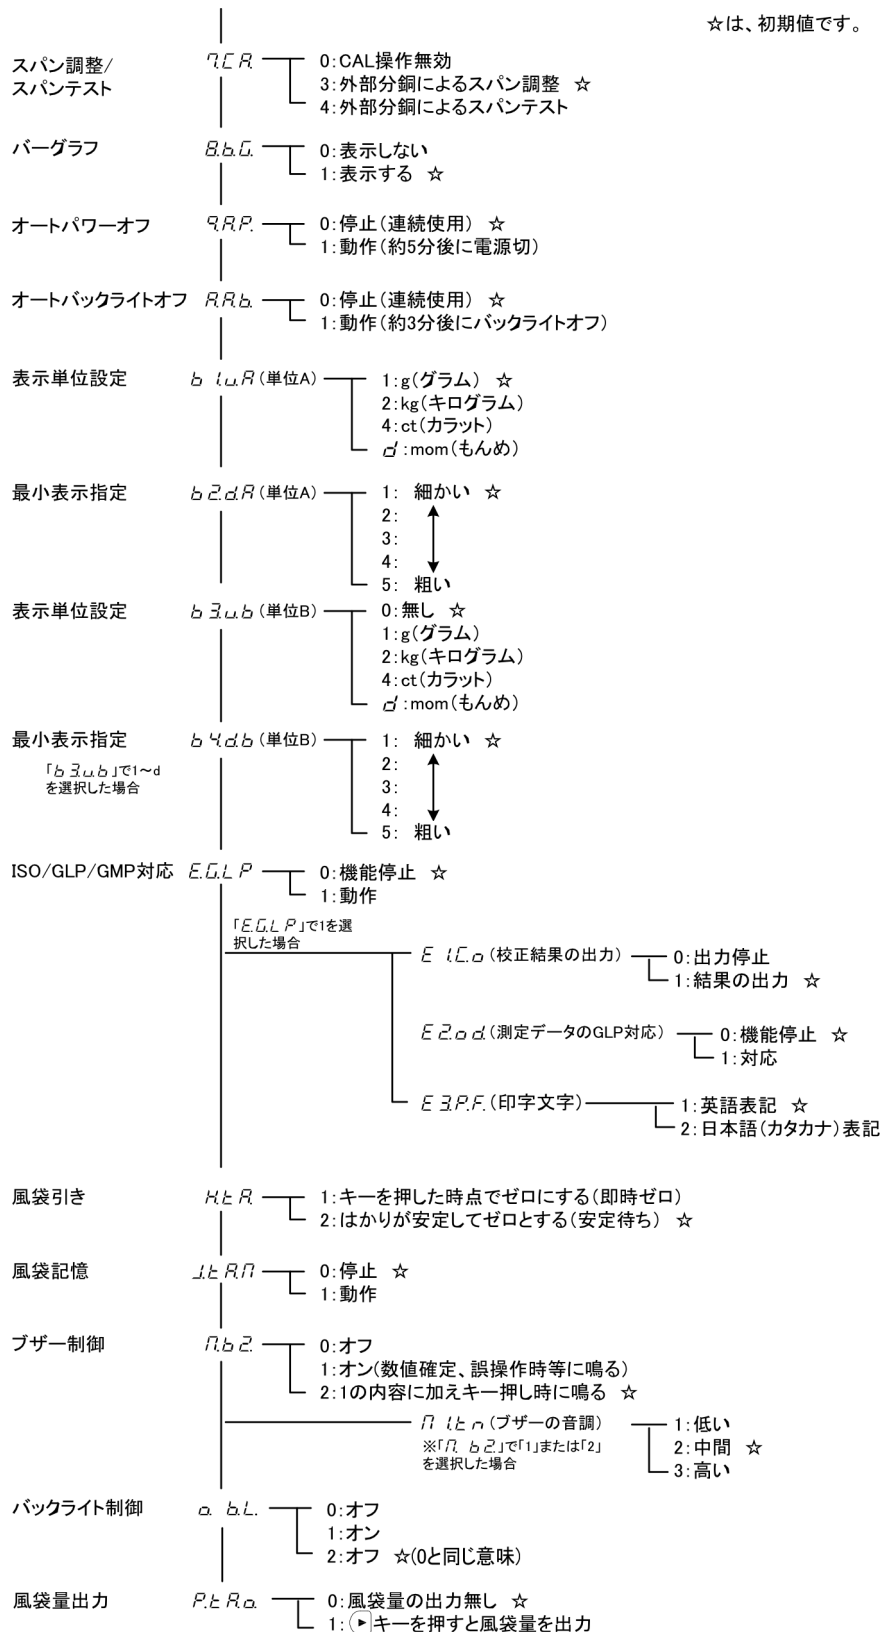 ☆は、初期値です。
スパン調整/
スパンテスト
7.CA. 0:CAL操作無効
3:外部分銅によるスパン調整 ☆
4:外部分銅によるスパンテスト
バーグラフ 8.b.G. 0:表示しない
1:表示する ☆
オートパワーオフ 9.A.P. 0:停止(連続使用) ☆
1:動作(約5分後に電源切)
オートバックライトオフ A.A.b. 0:停止(連続使用) ☆
1:動作(約3分後にバックライトオフ)
表示単位設定 b 1.u.A (単位A) 1:g(グラム) ☆
2:kg(キログラム)
4:ct(カラット)
d:mom(もんめ)
最小表示指定 b 2.d.A (単位A) 1: 細かい ☆
2:
3:
4:
5: 粗い
表示単位設定 b 3.u.b (単位B) 0:無し ☆
1:g(グラム)
2:kg(キログラム)
4:ct(カラット)
d:mom(もんめ)
最小表示指定 b 4.d.b (単位B) 1: 細かい ☆
「b 3.u.b」で1~d
を選択した場合
2:
3:
4:
5: 粗い
ISO/GLP/GMP対応 E.G.L P 0:機能停止 ☆
1:動作
「E.G.L P」で1を選
択した場合
E 1.C.o (校正結果の出力) 0:出力停止
1:結果の出力 ☆
E 2.o d. (測定データのGLP対応) 0:機能停止 ☆
1:対応
E 3.P.F. (印字文字) 1:英語表記 ☆
2:日本語(カタカナ)表記
風袋引き H.t A. 1:キーを押した時点でゼロにする(即時ゼロ)
2:はかりが安定してゼロとする(安定待ち) ☆
風袋記憶 J.t A.M 0:停止 ☆
1:動作
ブザー制御 M.b Z. 0:オフ
1:オン(数値確定、誤操作時等に鳴る)
2:1の内容に加えキー押し時に鳴る ☆
M 1.t n (ブザーの音調) 1:低い
※「M. b Z.」で「1」または「2」
を選択した場合
2:中間 ☆
3:高い
バックライト制御 o. b.L. 0:オフ
1:オン
2:オフ ☆(0と同じ意味)
風袋量出力 P.t A.o. 0:風袋量の出力無し ☆
1:キーを押すと風袋量を出力